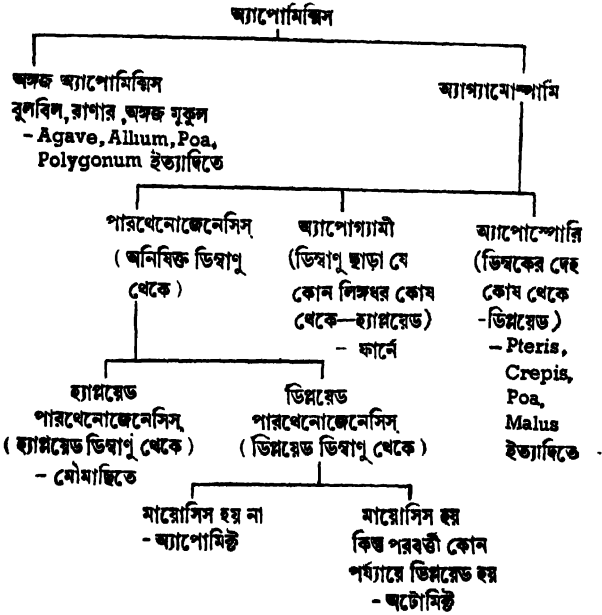 অ্যাপোমিক্সিস
অঙ্গজ অ্যাপোমিক্সিস
বুলবিল, রাণার, অঙ্গজ মুকুল
– Agave, Allium, Poa,
Polygonum ইত্যাদিতে
অ্যাগ্যামোস্পার্মি
পারথেনোজেনেসিস্
(অনিষিক্ত ডিম্বাণু
থেকে)
অ্যাপোগ্যামী
(ডিম্বাণু ছাড়া যে
কোন লিঙ্গধর কোষ
থেকে—হ্যাপ্লয়েড)
– ফার্নে
অ্যাপোস্পোরি
(ডিম্বকের দেহ
কোষ থেকে
-ডিপ্লয়েড)
– Pteris,
Crepis,
Poa,
Malus
ইত্যাদিতে
হ্যাপ্লয়েড
পারথেনোজেনেসিস্
(হ্যাপ্লয়েড ডিম্বাণু থেকে)
– মৌমাছিতে
ডিপ্লয়েড
পারথেনোজেনেসিস্
(ডিপ্লয়েড ডিম্বাণু থেকে)
মায়োসিস হয় না
-অ্যাপোমিক্ট
মায়োসিস হয়
কিন্তু পরবর্ত্তী কোন
পর্য্যায়ে ডিপ্লয়েড হয়
- অটোমিক্ট